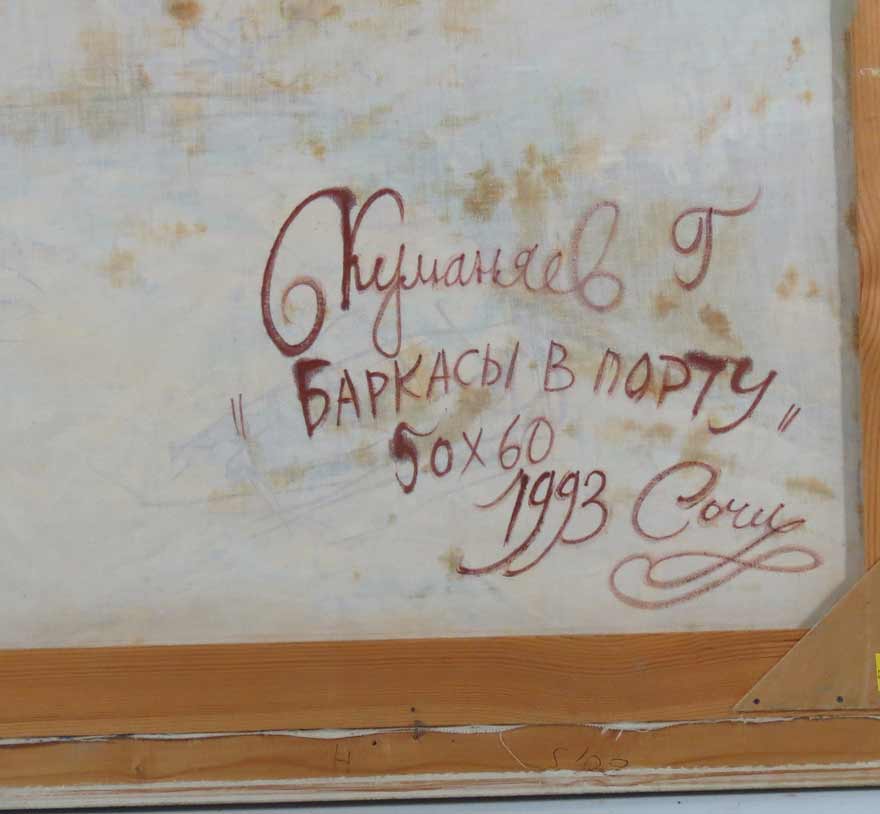 Куманяев Г
"БАРКАСЫ В ПОРТУ"
50х60
1993 Сочи